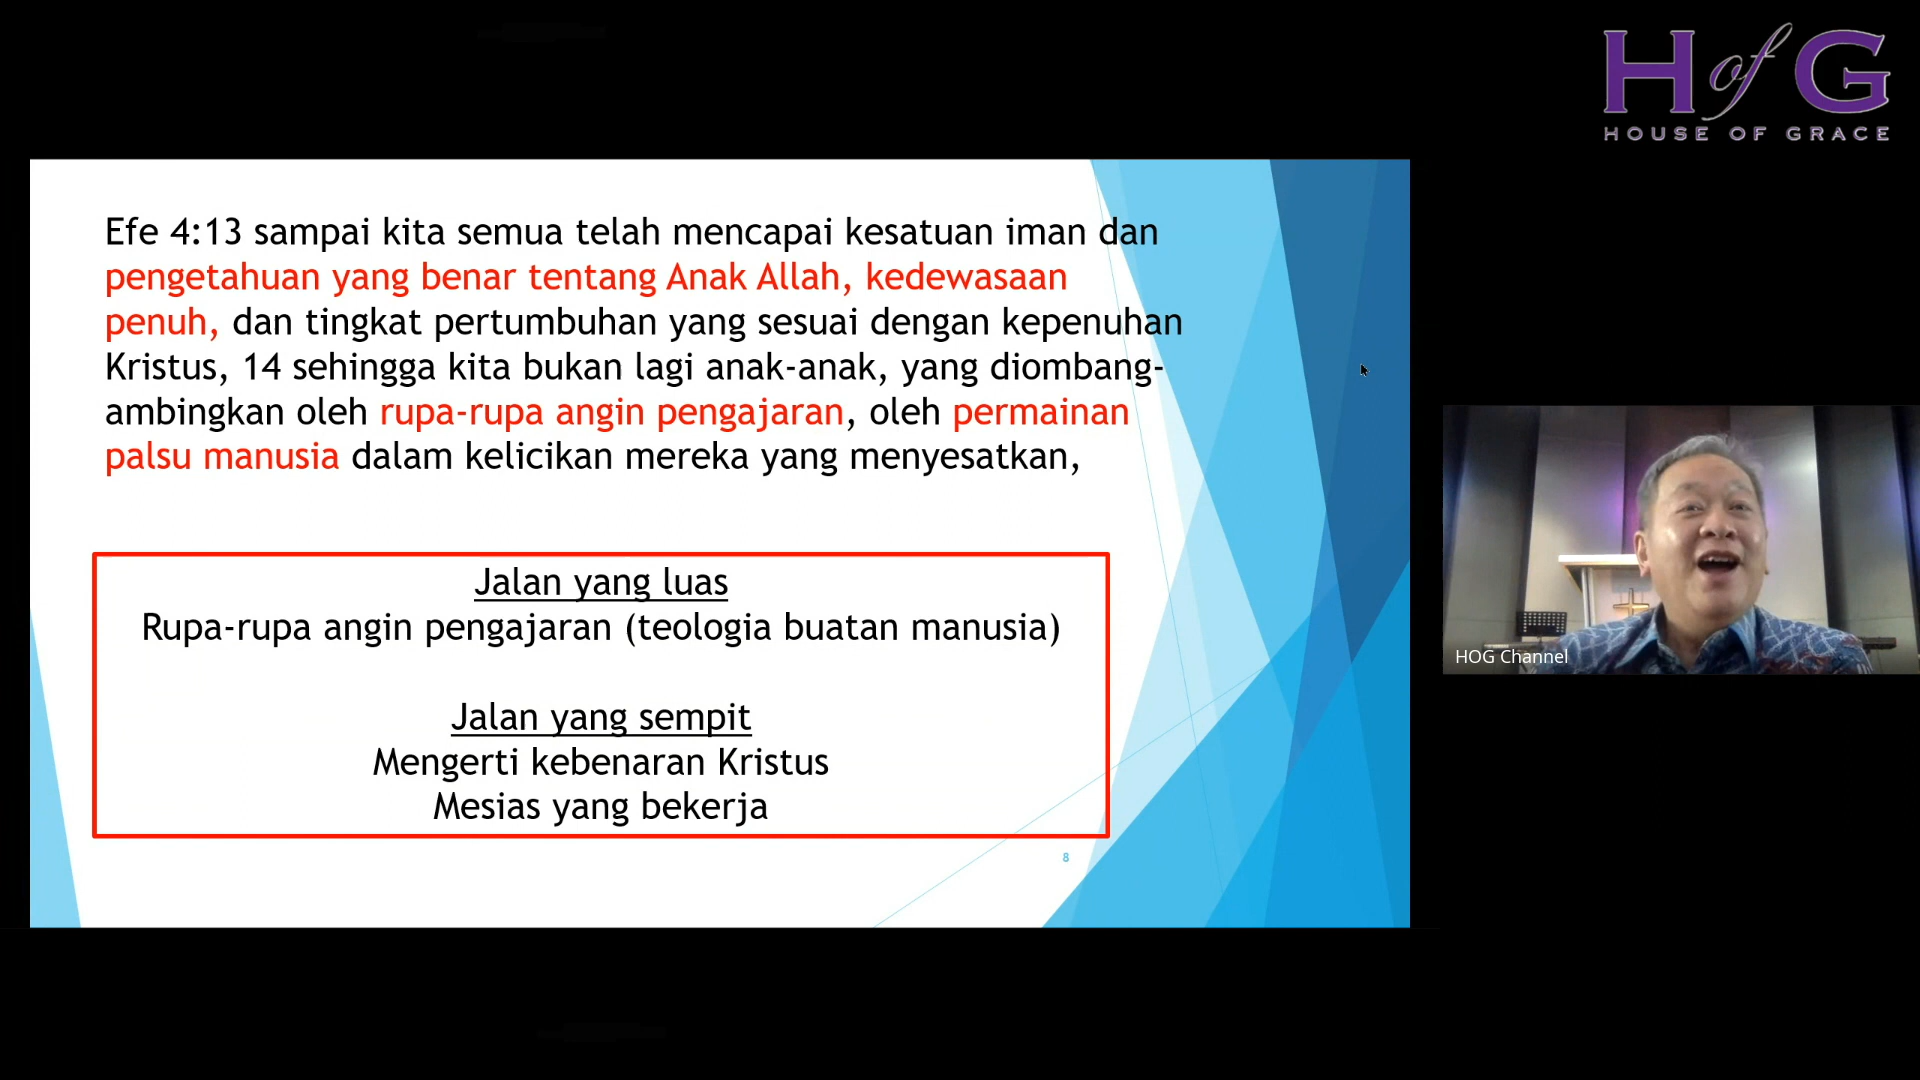 H of G
HOUSE OF GRACE
Efe 4:13 sampai kita semua telah mencapai kesatuan iman dan
pengetahuan yang benar tentang Anak Allah, kedewasaan
penuh, dan tingkat pertumbuhan yang sesuai dengan kepenuhan
Kristus, 14 sehingga kita bukan lagi anak-anak, yang diombang-
ambingkan oleh rupa-rupa angin pengajaran, oleh permainan
palsu manusia dalam kelicikan mereka yang menyesatkan,
Jalan yang luas
Rupa-rupa angin pengajaran (teologia buatan manusia)
Jalan yang sempit
Mengerti kebenaran Kristus
Mesias yang bekerja
8
HOG Channel